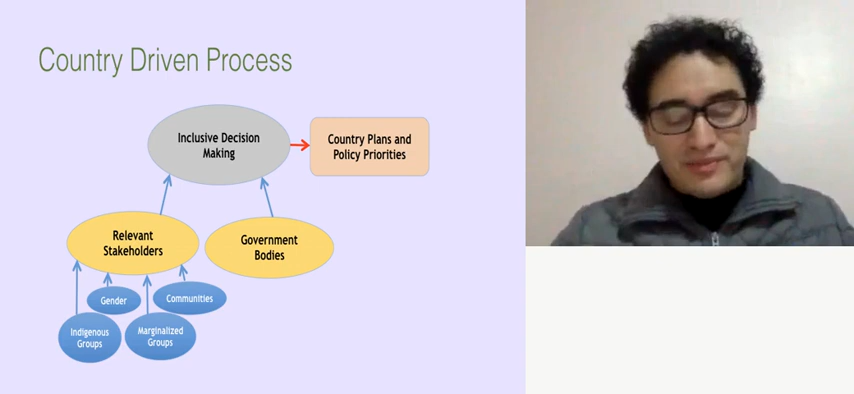 Country Driven Process
Inclusive Decision
Making
Country Plans and
Policy Priorities
Relevant
Stakeholders
Government
Bodies
Gender
Communities
Indigenous
Groups
Marginalized
Groups